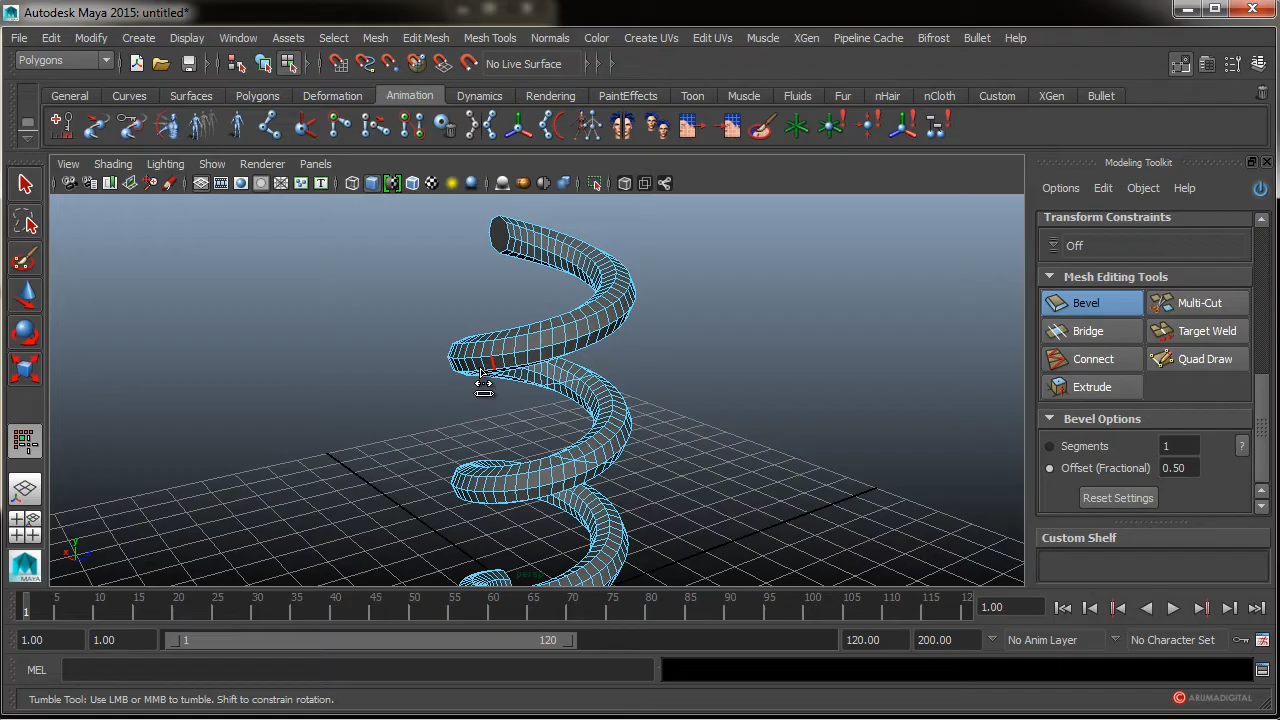 Autodesk Maya 2015: untitled*
File Edit Modify Create Display Window Assets Select Mesh Edit Mesh Mesh Tools Normals Color Create UVs Edit UVs Muscle XGen Pipeline Cache Bifrost Bullet Help
Polygons No Live Surface
General Curves Surfaces Polygons Deformation Animation Dynamics Rendering PaintEffects Toon Muscle Fluids Fur nHair nCloth Custom XGen Bullet
View Shading Lighting Show Renderer Panels
Modeling Toolkit
Options Edit Object Help
Transform Constraints
Off
Mesh Editing Tools
Bevel Multi-Cut
Bridge Target Weld
Connect Quad Draw
Extrude
Bevel Options
Segments 1 ?
Offset (Fractional) 0.50
Reset Settings
Custom Shelf
y
x
persp
MAYA
1 5 10 15 20 25 30 35 40 45 50 55 60 65 70 75 80 85 90 95 100 105 110 115 12 1.00
1.00 1.00 1 120 120.00 200.00 No Anim Layer No Character Set
MEL
Tumble Tool: Use LMB or MMB to tumble. Shift to constrain rotation.
© ARUMADIGITAL